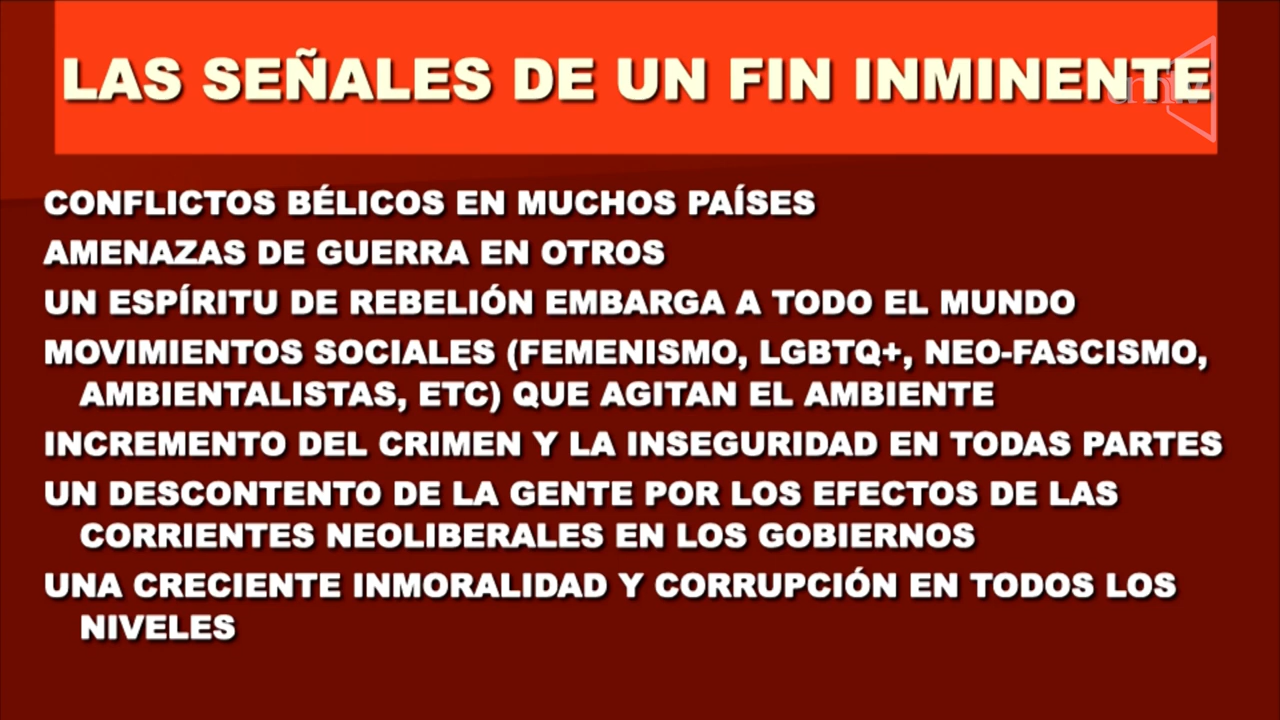 LAS SEÑALES DE UN FIN INMINENTE
CONFLICTOS BÉLICOS EN MUCHOS PAÍSES
AMENAZAS DE GUERRA EN OTROS
UN ESPÍRITU DE REBELIÓN EMBARGA A TODO EL MUNDO
MOVIMIENTOS SOCIALES (FEMENISMO, LGBTQ+, NEO-FASCISMO,
AMBIENTALISTAS, ETC) QUE AGITAN EL AMBIENTE
INCREMENTO DEL CRIMEN Y LA INSEGURIDAD EN TODAS PARTES
UN DESCONTENTO DE LA GENTE POR LOS EFECTOS DE LAS
CORRIENTES NEOLIBERALES EN LOS GOBIERNOS
UNA CRECIENTE INMORALIDAD Y CORRUPCIÓN EN TODOS LOS
NIVELES